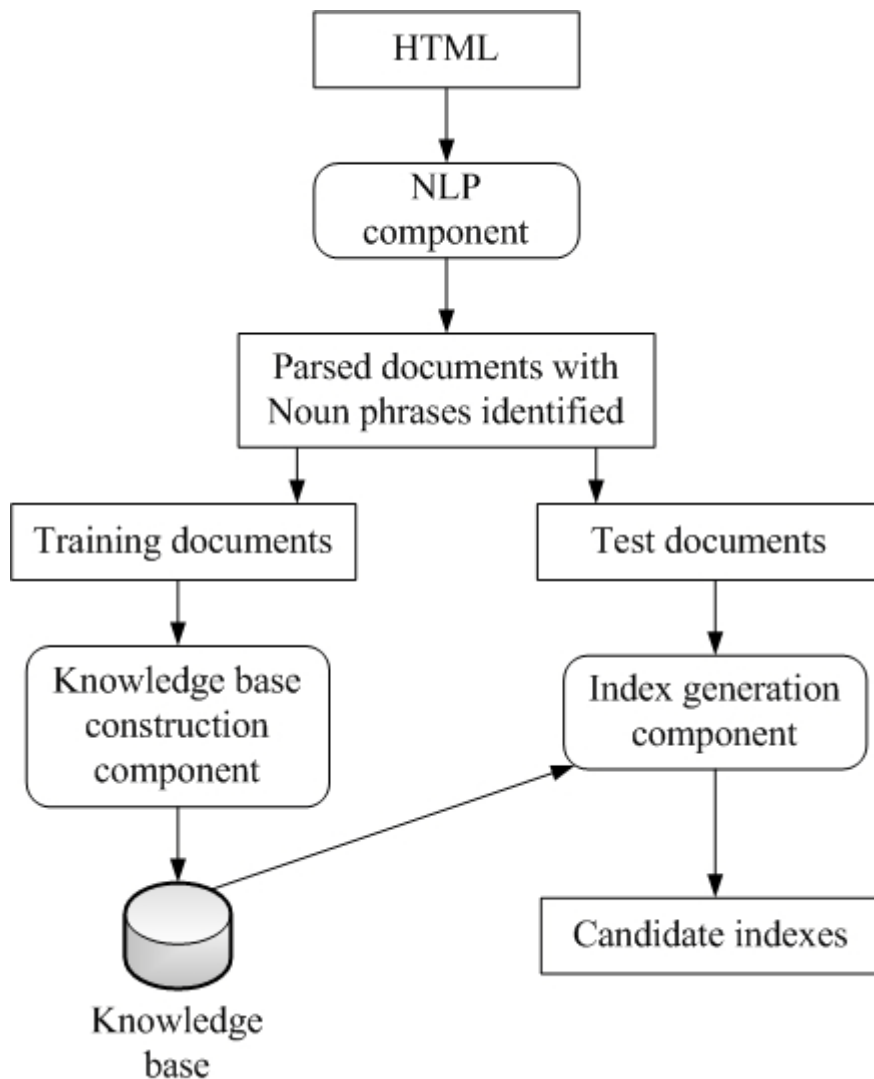 HTML
NLP
component
Parsed documents with
Noun phrases identified
Training documents
Test documents
Knowledge base
construction
component
Index generation
component
Candidate indexes
Knowledge
base